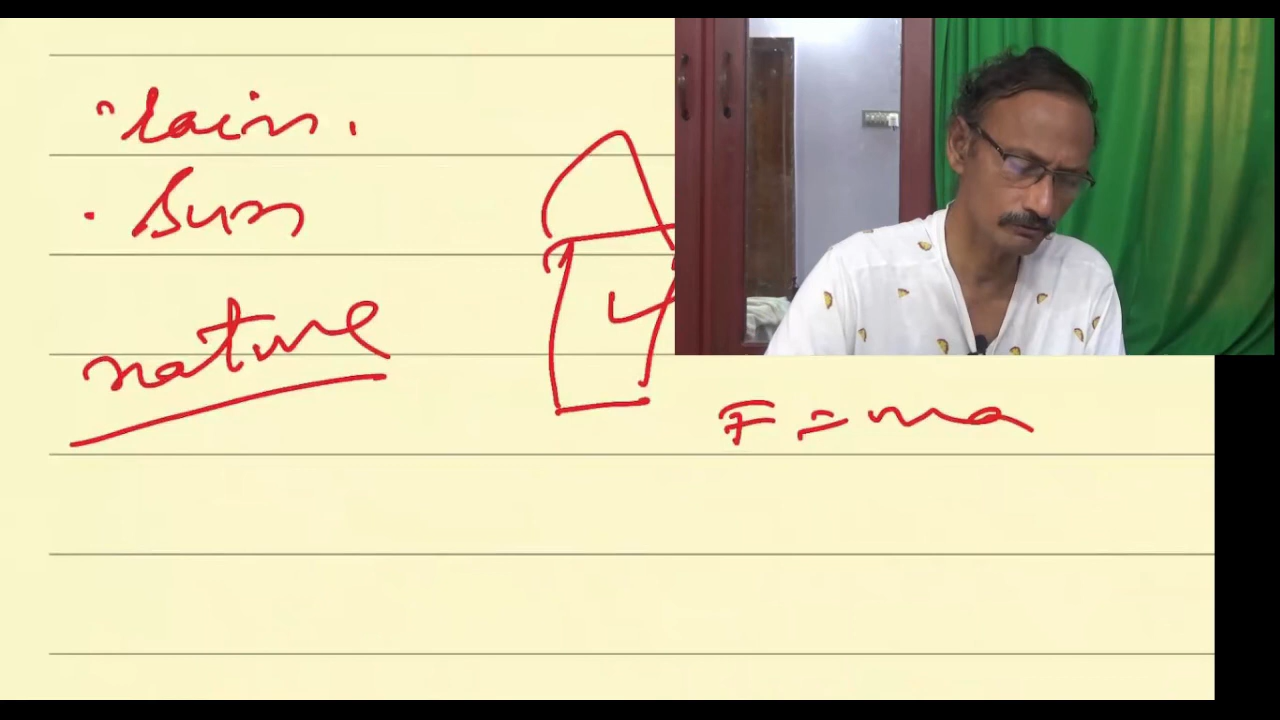 rain.
Sun
nature
F = ma